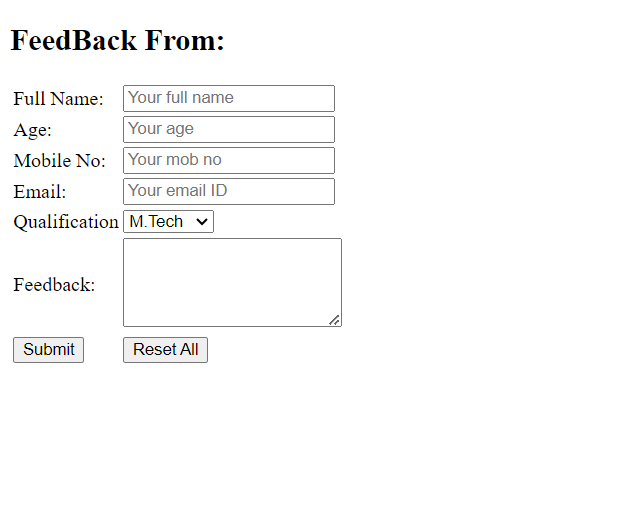 FeedBack From:
Full Name: Your full name
Age: Your age
Mobile No: Your mob no
Email: Your email ID
Qualification M.Tech
Feedback:
Submit Reset All